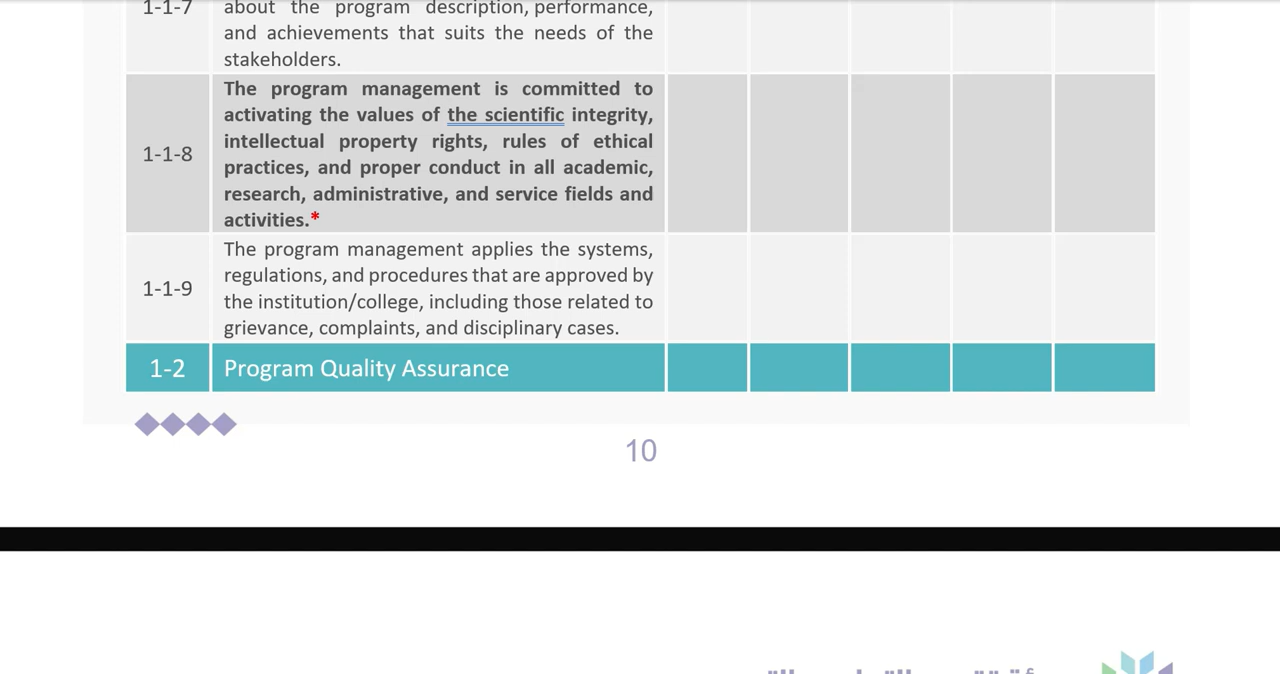 1-1-7
about the program description, performance,
and achievements that suits the needs of the
stakeholders.
1-1-8
The program management is committed to
activating the values of the scientific integrity,
intellectual property rights, rules of ethical
practices, and proper conduct in all academic,
research, administrative, and service fields and
activities.*
1-1-9
The program management applies the systems,
regulations, and procedures that are approved by
the institution/college, including those related to
grievance, complaints, and disciplinary cases.
1-2 Program Quality Assurance
10